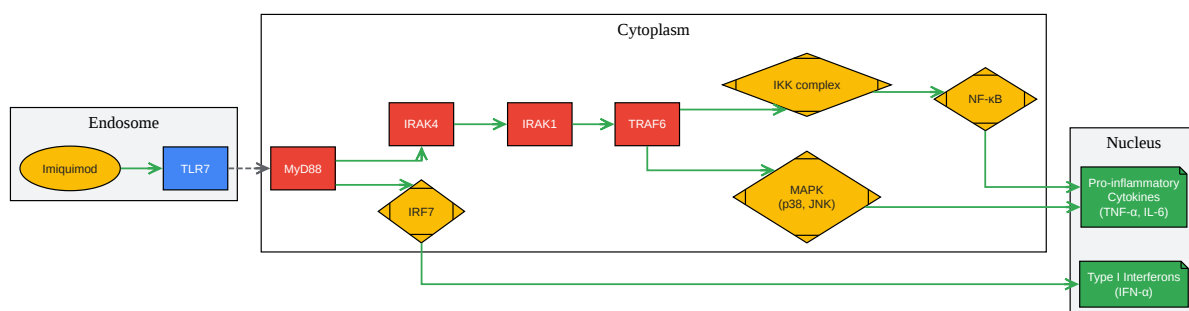 Endosome
Imiquimod
TLR7
Cytoplasm
MyD88
IRAK4
IRAK1
TRAF6
IKK complex
NF-κB
IRF7
MAPK
(p38, JNK)
Nucleus
Pro-inflammatory
Cytokines
(TNF-α, IL-6)
Type I Interferons
(IFN-α)